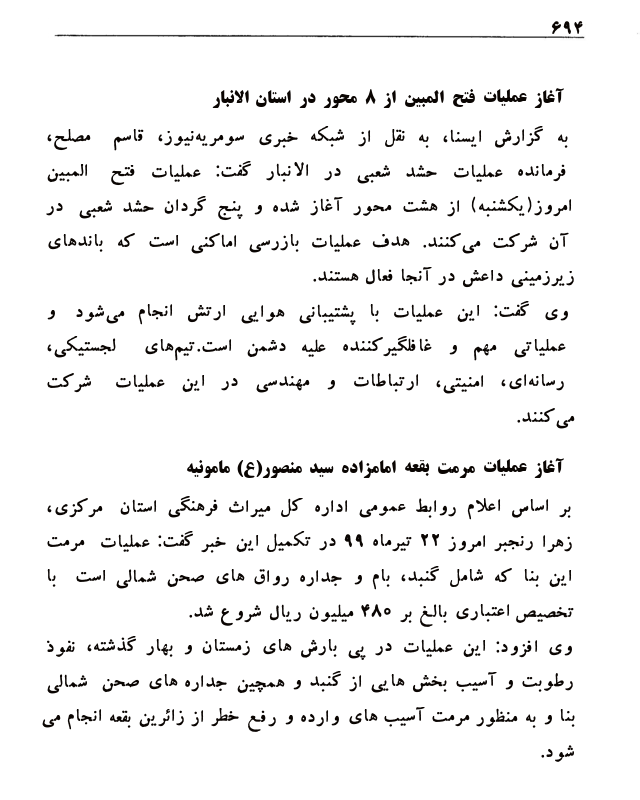 ۶۹۴
آغاز عملیات فتح المبین از ۸ محور در استان الانبار
به گزارش ایسنا، به نقل از شبکه خبری سومریه‌نیوز، قاسم مصلح،
فرمانده عملیات حشد شعبی در الانبار گفت: عملیات فتح المبین
امروز(یکشنبه) از هشت محور آغاز شده و پنج گردان حشد شعبی در
آن شرکت می‌کنند. هدف عملیات بازرسی اماکنی است که باندهای
زیرزمینی داعش در آنجا فعال هستند.
وی گفت: این عملیات با پشتیبانی هوایی ارتش انجام می‌شود و
عملیاتی مهم و غافلگیرکننده علیه دشمن است.تیم‌های لجستیکی،
رسانه‌ای، امنیتی، ارتباطات و مهندسی در این عملیات شرکت
می‌کنند.
آغاز عملیات مرمت بقعه امامزاده سید منصور(ع) مامونیه
بر اساس اعلام روابط عمومی اداره کل میراث فرهنگی استان مرکزی،
زهرا رنجبر امروز ۲۲ تیرماه ۹۹ در تکمیل این خبر گفت: عملیات مرمت
این بنا که شامل گنبد، بام و جداره رواق های صحن شمالی است با
تخصیص اعتباری بالغ بر ۴۸۰ میلیون ریال شروع شد.
وی افزود: این عملیات در پی بارش های زمستان و بهار گذشته، نفوذ
رطوبت و آسیب بخش هایی از گنبد و همچین جداره های صحن شمالی
بنا و به منظور مرمت آسیب های وارده و رفع خطر از زائرین بقعه انجام می
شود.